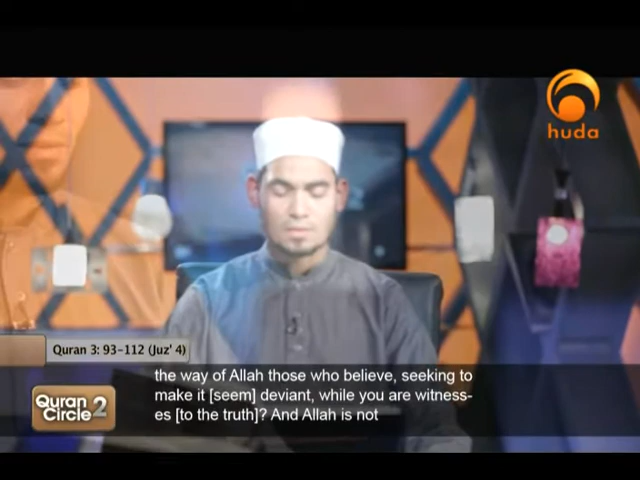 huda
Quran 3: 93-112 (Juz' 4)
the way of Allah those who believe, seeking to
make it [seem] deviant, while you are witness-
es [to the truth]? And Allah is not
Quran
Circle 2